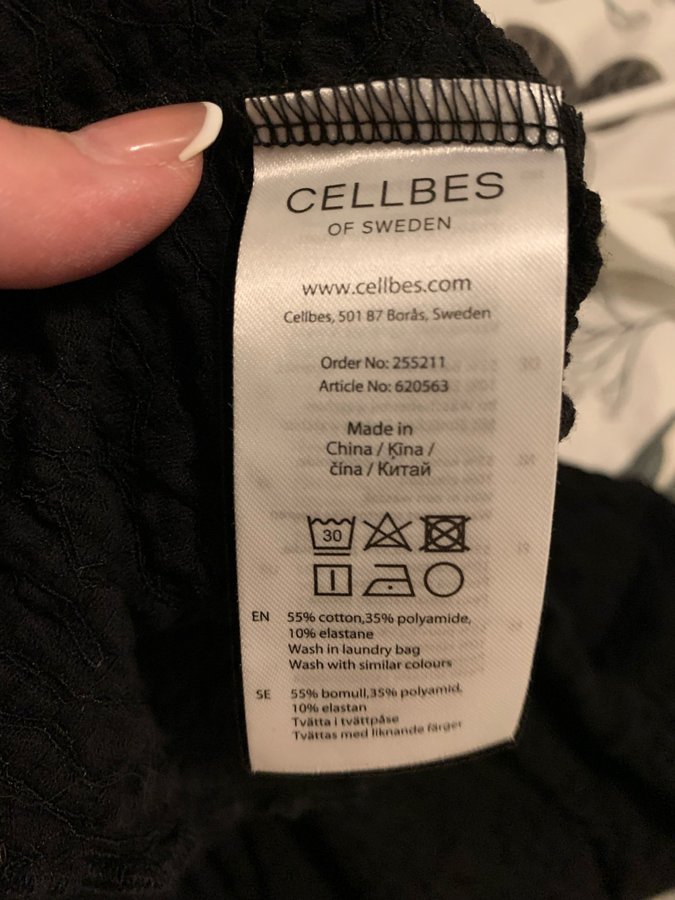 CELLBES
OF SWEDEN
www.cellbes.com
Cellbes, 501 87 Borås, Sweden
Order No: 255211
Article No: 620563
Made in
China / Ķīna /
čína / Китай
30
EN 55% cotton,35% polyamide,
10% elastane
Wash in laundry bag
Wash with similar colours
SE 55% bomull,35% polyamid,
10% elastan
Tvätta i tvättpåse
Tvättas med liknande färger